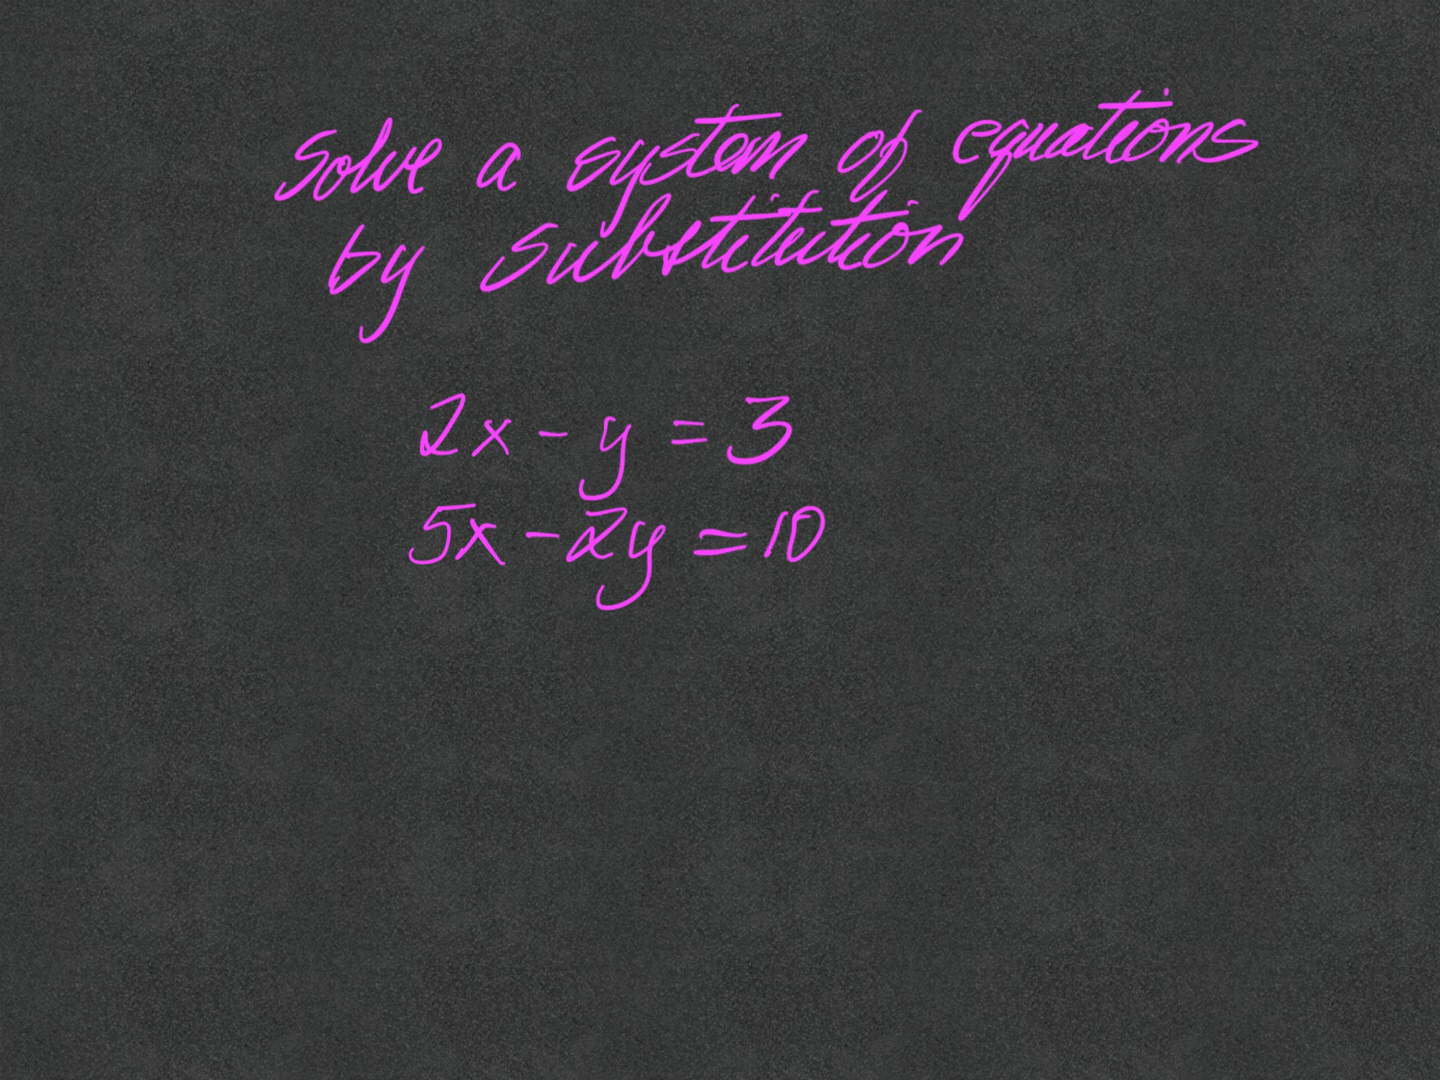 Solve a system of equations
by substitution
2x - y = 3
5x - 2y = 10